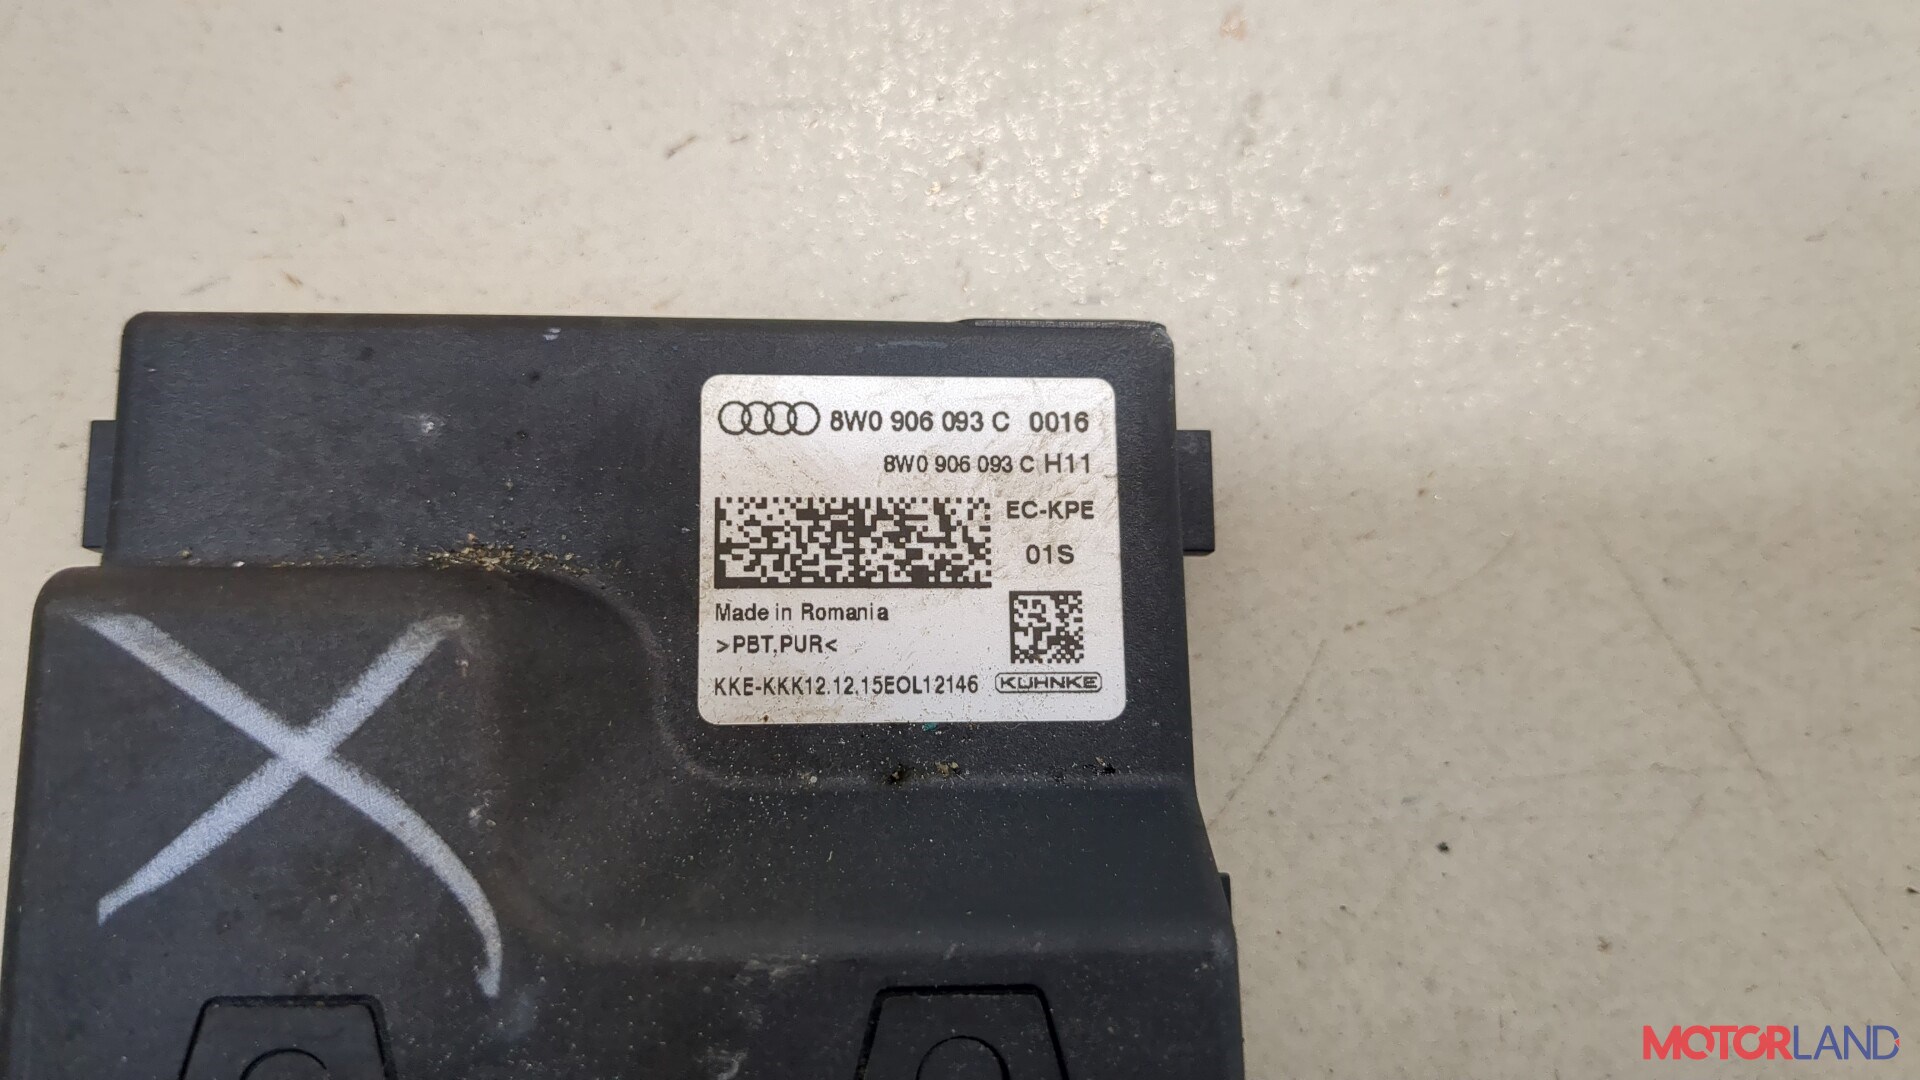 8W0 906 093 C 0016
8W0 906 093 C H11
EC-KPE
01S
Made in Romania
>PBT,PUR<
KKE-KKK12.12.15EOL12146 KUHNKE
MOTORLAND